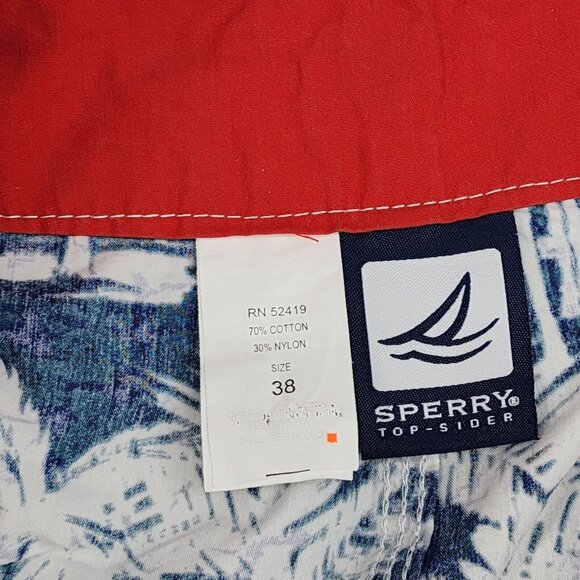 RN 52419
70% COTTON
30% NYLON
SIZE
38
SPERRY®
TOP-SIDER